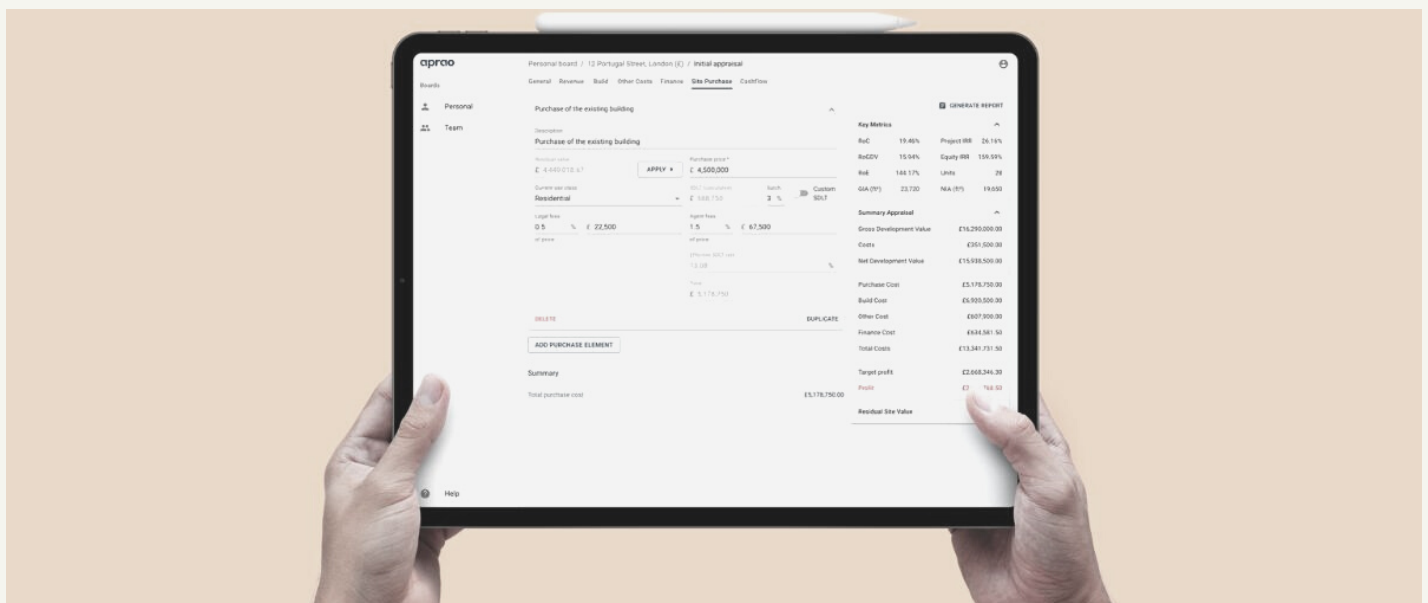 aprao
Boards
Personal
Team
Help
Personal board / 12 Portugal Street, London (£) / Initial appraisal
General Revenue Build Other Costs Finance Site Purchase Cashflow
Purchase of the existing building
Description
Purchase of the existing building
Residual value
£
APPLY
Purchase price *
£ 4,500,000
Current use class
Residential
£ 588,750
3 %
Custom
SDLT
Legal fees
0.5 % £ 22,500
of price
Agent fees
1.5 % £ 67,500
of price
Effective SDLT rate
%
£ 5,178,750
DELETE
DUPLICATE
ADD PURCHASE ELEMENT
Summary
Total purchase cost £5,178,750.00
GENERATE REPORT
Key Metrics
RoC 19.46% Project IRR 26.16%
RoGDV 15.94% Equity IRR 159.59%
RoE 144.17% Units 28
GIA (ft²) 23,720 NIA (ft²) 19,650
Summary Appraisal
Gross Development Value £16,290,000.00
Costs £351,500.00
Net Development Value £15,938,500.00
Purchase Cost £5,178,750.00
Build Cost £6,920,500.00
Other Cost £607,900.00
Finance Cost £634,581.50
Total Costs £13,341,731.50
Target profit £2,668,346.30
Profit £2
Residual Site Value